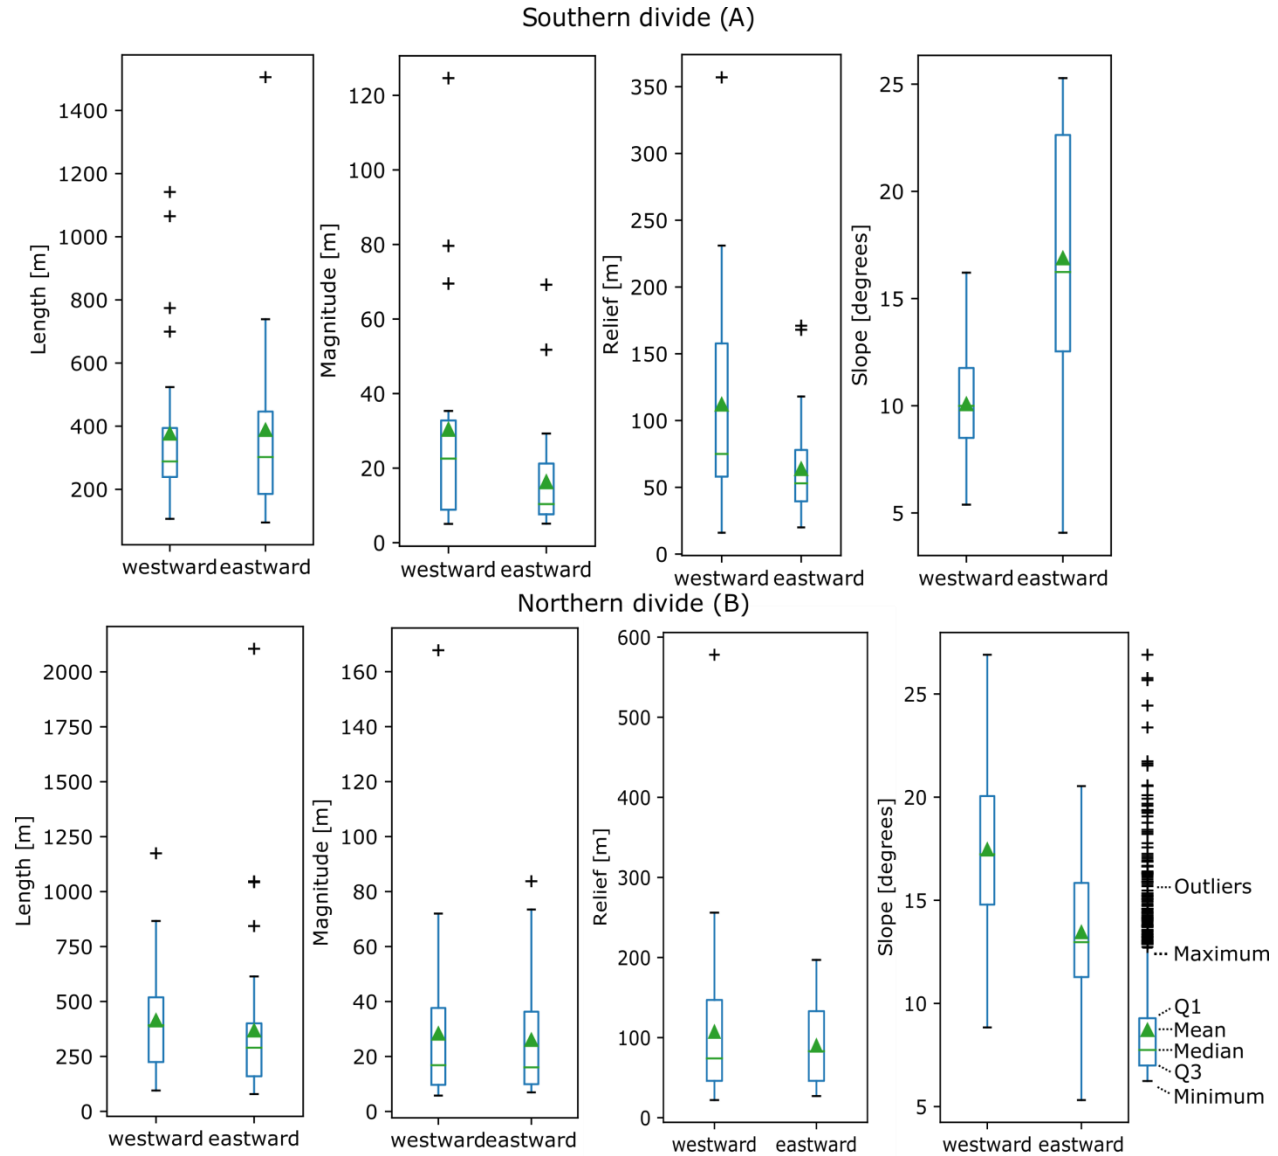 Southern divide (A)
Length [m]
1400
1200
1000
800
600
400
200
westward eastward
Magnitude [m]
120
100
80
60
40
20
0
westward eastward
Relief [m]
350
300
250
200
150
100
50
0
westward eastward
Slope [degrees]
25
20
15
10
5
westward eastward
Northern divide (B)
Length [m]
2000
1750
1500
1250
1000
750
500
250
0
westward eastward
Magnitude [m]
160
140
120
100
80
60
40
20
0
westward eastward
Relief [m]
600
500
400
300
200
100
0
westward eastward
Slope [degrees]
25
20
15
10
5
westward eastward
Outliers
Maximum
Q1
Mean
Median
Q3
Minimum